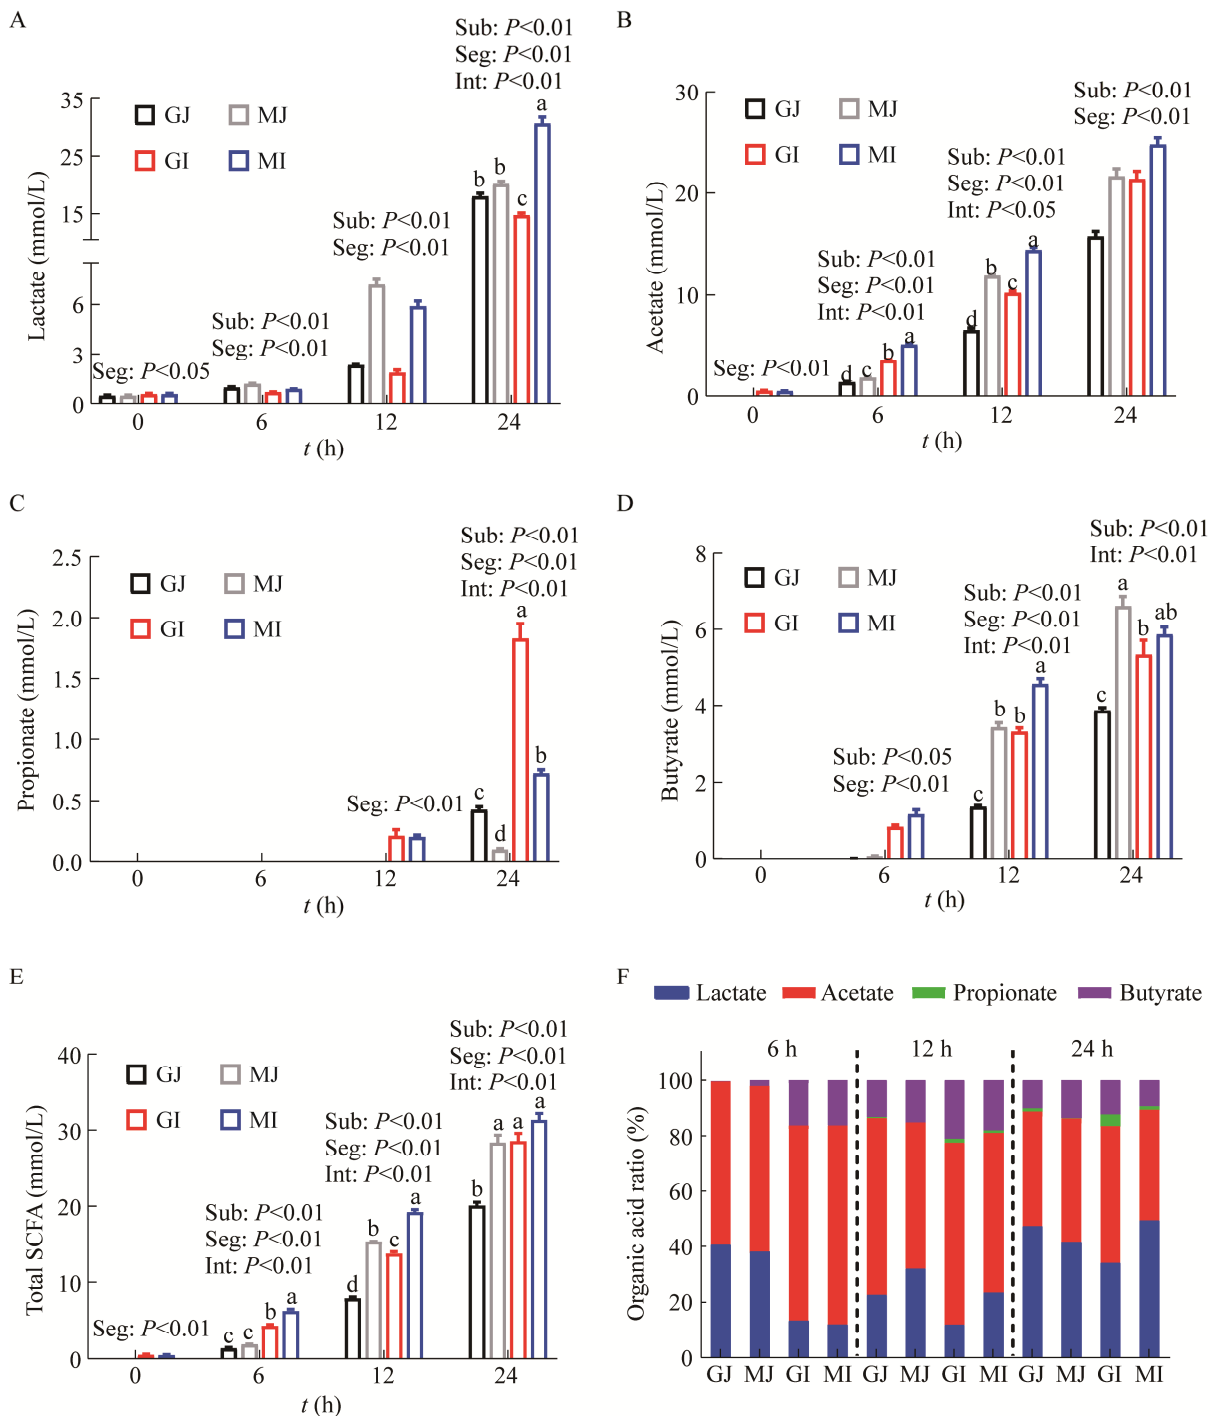 A
Sub: P<0.01
Seg: P<0.01
Int: P<0.01
35
GJ
MJ
a
25
GI
MI
b
b
c
15
Sub: P<0.01
Seg: P<0.01
Lactate (mmol/L)
6
Sub: P<0.01
Seg: P<0.01
3
Seg: P<0.05
0
0
6
12
24
t (h)
B
30
GJ
MJ
Sub: P<0.01
Seg: P<0.01
GI
MI
Sub: P<0.01
Seg: P<0.01
Int: P<0.05
20
Acetate (mmol/L)
a
b
c
d
Sub: P<0.01
Seg: P<0.01
Int: P<0.01
10
a
b
c
d
Seg: P<0.01
0
0
6
12
24
t (h)
C
Sub: P<0.01
Seg: P<0.01
Int: P<0.01
2.5
GJ
MJ
a
2.0
GI
MI
1.5
Propionate (mmol/L)
1.0
b
Seg: P<0.01
c
0.5
d
0.0
0
6
12
24
t (h)
D
Sub: P<0.01
Int: P<0.01
8
GJ
MJ
a
Sub: P<0.01
Seg: P<0.01
Int: P<0.01
GI
MI
ab
b
6
a
Butyrate (mmol/L)
c
b
b
4
Sub: P<0.05
Seg: P<0.01
2
c
0
0
6
12
24
t (h)
E
Sub: P<0.01
Seg: P<0.01
Int: P<0.01
40
GJ
MJ
GI
MI
a
a
a
Sub: P<0.01
Seg: P<0.01
Int: P<0.01
30
Total SCFA (mmol/L)
b
a
20
Sub: P<0.01
Seg: P<0.01
Int: P<0.01
b
c
d
10
a
b
c
c
Seg: P<0.01
0
0
6
12
24
t (h)
F
Lactate
Acetate
Propionate
Butyrate
6 h
12 h
24 h
100
80
60
40
20
0
Organic acid ratio (%)
GJ
MJ
GI
MI
GJ
MJ
GI
MI
GJ
MJ
GI
MI